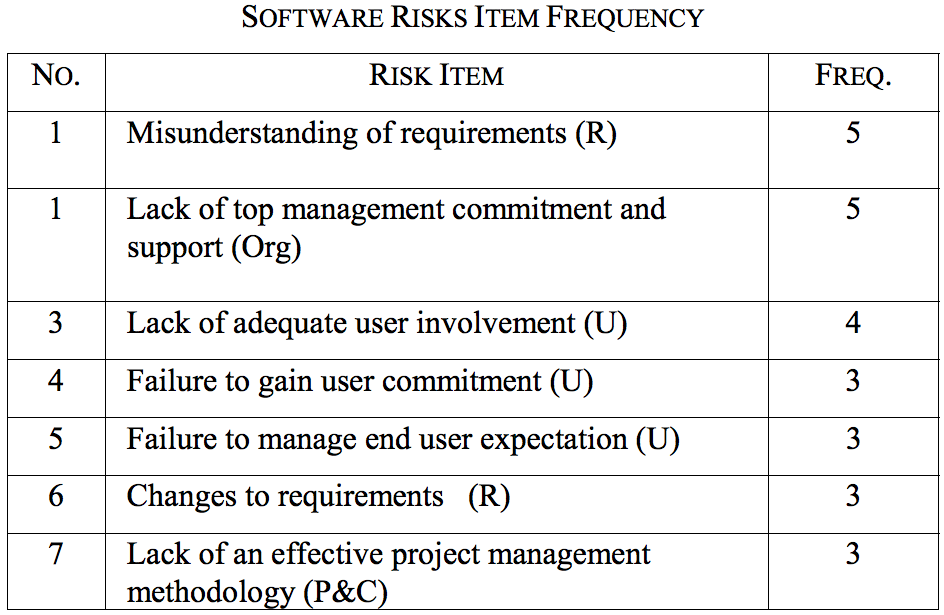 SOFTWARE RISKS ITEM FREQUENCY
NO. RISK ITEM FREQ.
1 Misunderstanding of requirements (R) 5
1 Lack of top management commitment and
support (Org) 5
3 Lack of adequate user involvement (U) 4
4 Failure to gain user commitment (U) 3
5 Failure to manage end user expectation (U) 3
6 Changes to requirements (R) 3
7 Lack of an effective project management
methodology (P&C) 3